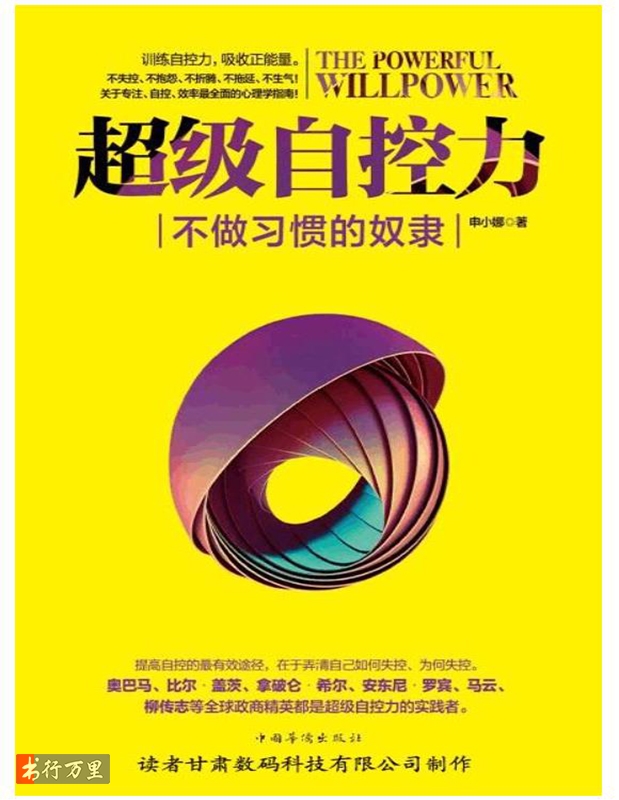 训练自控力，吸收正能量。
不失控、不抱怨、不折腾、不拖延、不生气！
关于专注、自控、效率最全面的心理学指南！
THE POWERFUL
WILLPOWER
超级自控力
不做习惯的奴隶
申小娜◎著
提高自控的最有效途径，在于弄清自己如何失控、为何失控。
奥巴马、比尔·盖茨、拿破仑·希尔、安东尼·罗宾、马云、
柳传志等全球政商精英都是超级自控力的实践者。
中国华侨出版社
读者甘肃数码科技有限公司制作
书行万里